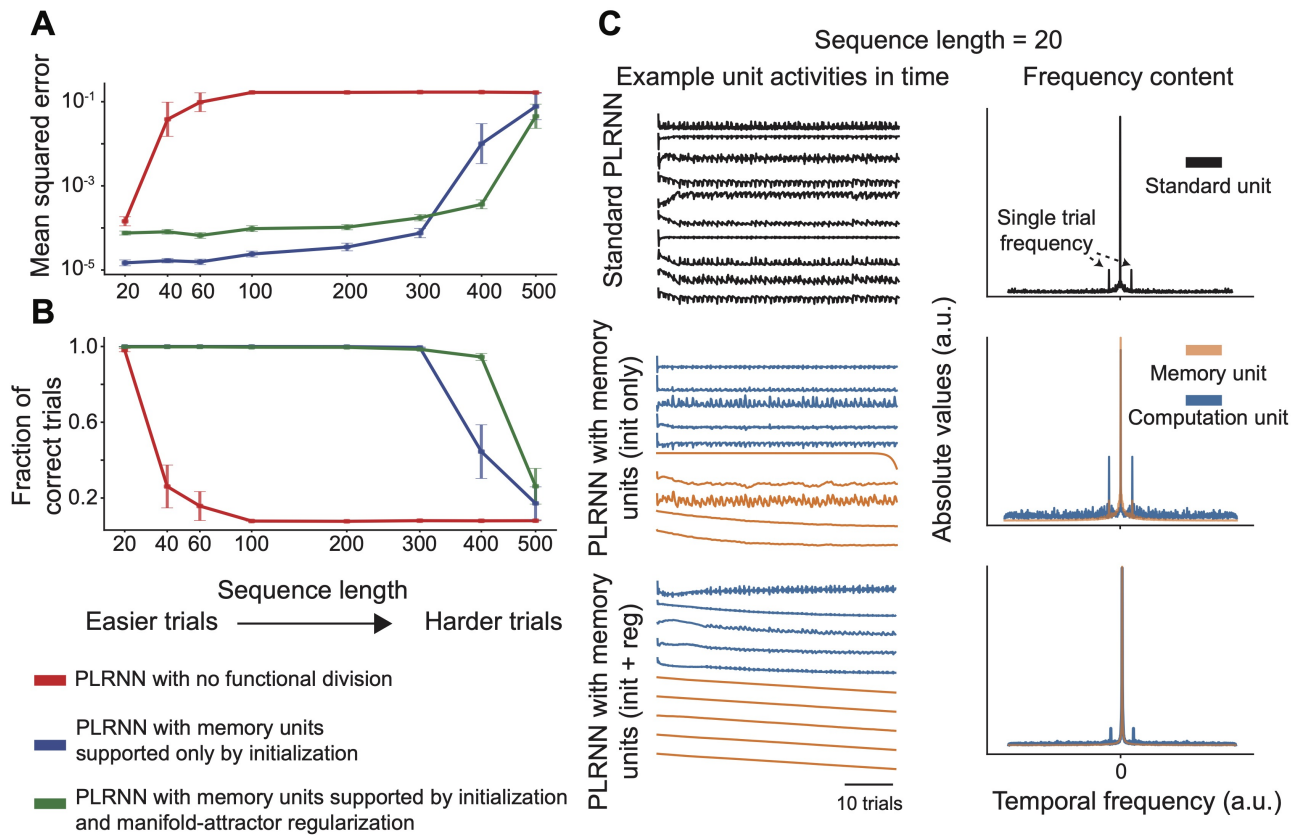 A
Mean squared error
10-1
10-3
10-5
20 40 60 100 200 300 400 500
B
Fraction of
correct trials
1.0
0.6
0.2
20 40 60 100 200 300 400 500
Sequence length
Easier trials
Harder trials
PLRNN with no functional division
PLRNN with memory units
supported only by initialization
PLRNN with memory units supported by initialization
and manifold-attractor regularization
C
Sequence length = 20
Example unit activities in time
Frequency content
Standard PLRNN
Standard unit
Single trial
frequency
PLRNN with memory
units (init only)
Absolute values (a.u.)
Memory unit
Computation unit
PLRNN with memory
units (init + reg)
10 trials
0
Temporal frequency (a.u.)